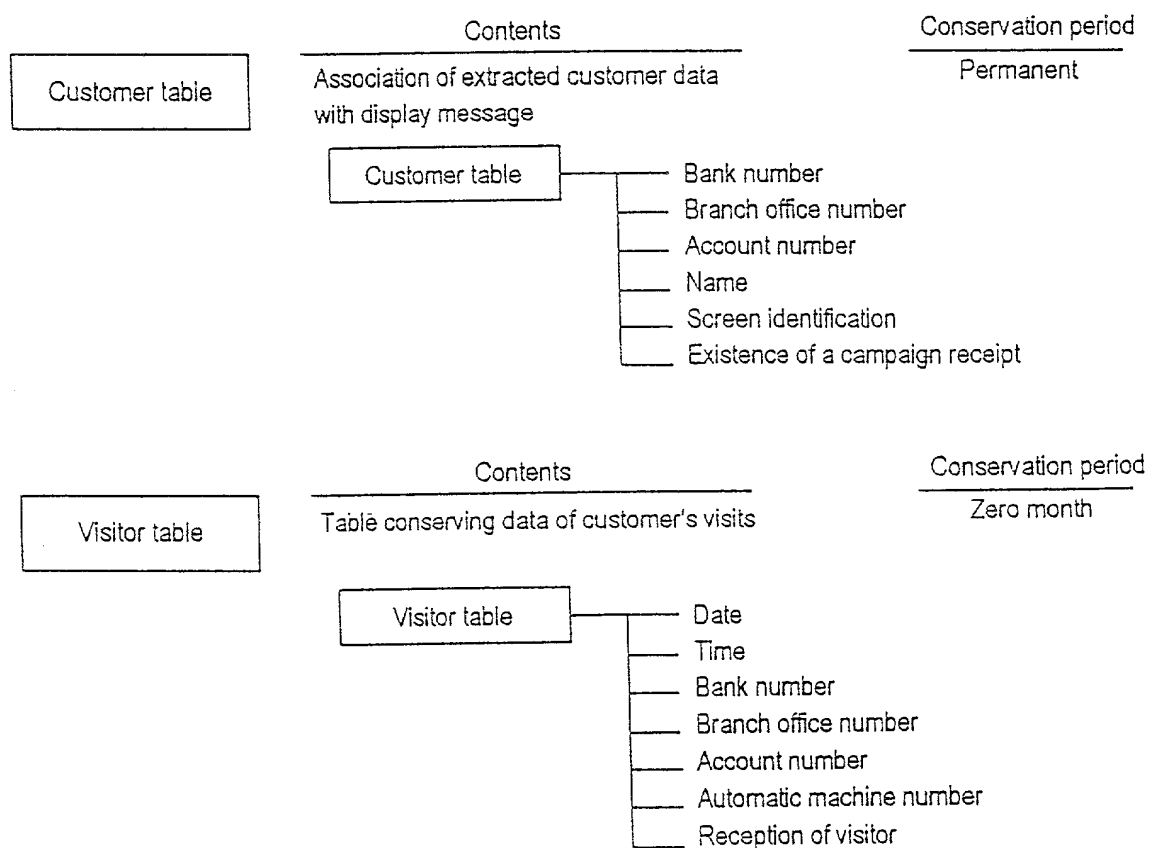 Contents
Conservation period
Customer table
Association of extracted customer data
with display message
Permanent
Customer table
Bank number
Branch office number
Account number
Name
Screen identification
Existence of a campaign receipt
Contents
Conservation period
Visitor table
Table conserving data of customer's visits
Zero month
Visitor table
Date
Time
Bank number
Branch office number
Account number
Automatic machine number
Reception of visitor